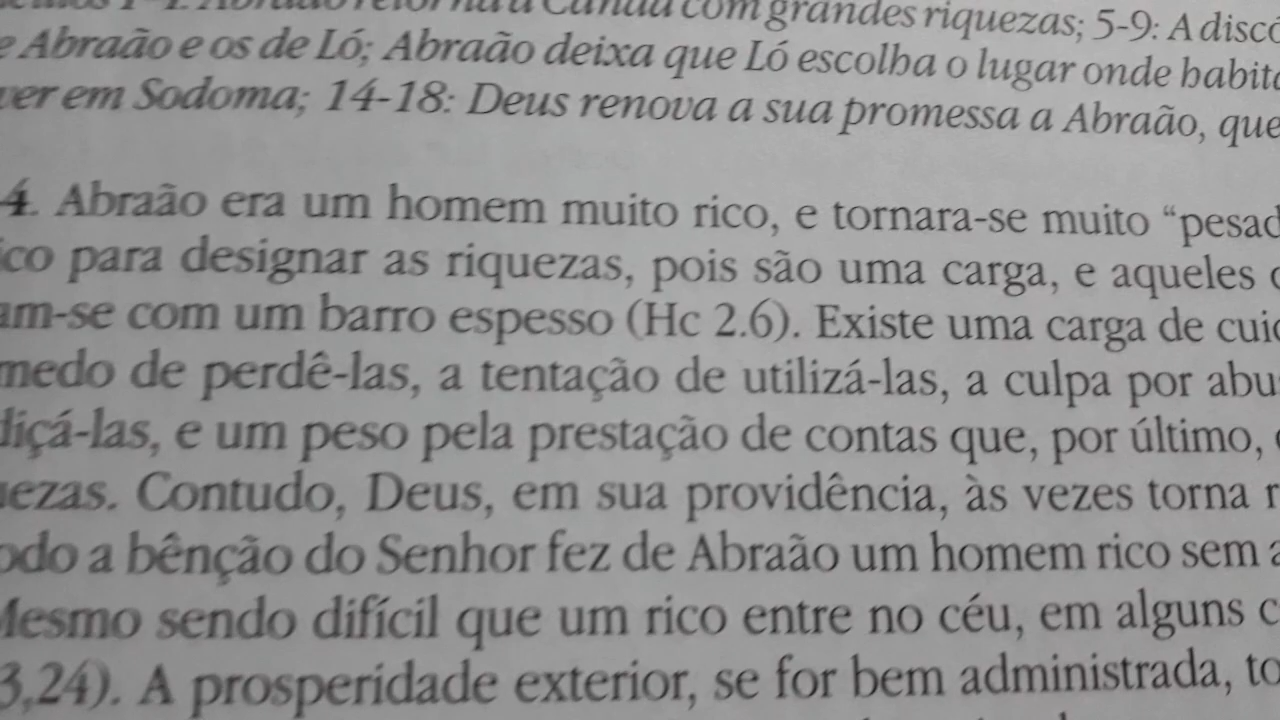 com grandes riquezas; 5-9: A disc
e Abraão e os de Ló; Abraão deixa que Ló escolha o lugar onde habit
ver em Sodoma; 14-18: Deus renova a sua promessa a Abraão, que
4. Abraão era um homem muito rico, e tornara-se muito “pesad
ico para designar as riquezas, pois são uma carga, e aqueles
am-se com um barro espesso (Hc 2.6). Existe uma carga de cui
medo de perdê-las, a tentação de utilizá-las, a culpa por abu
diçá-las, e um peso pela prestação de contas que, por último,
uezas. Contudo, Deus, em sua providência, às vezes torna r
odo a bênção do Senhor fez de Abraão um homem rico sem a
Mesmo sendo difícil que um rico entre no céu, em alguns c
3,24). A prosperidade exterior, se for bem administrada, to